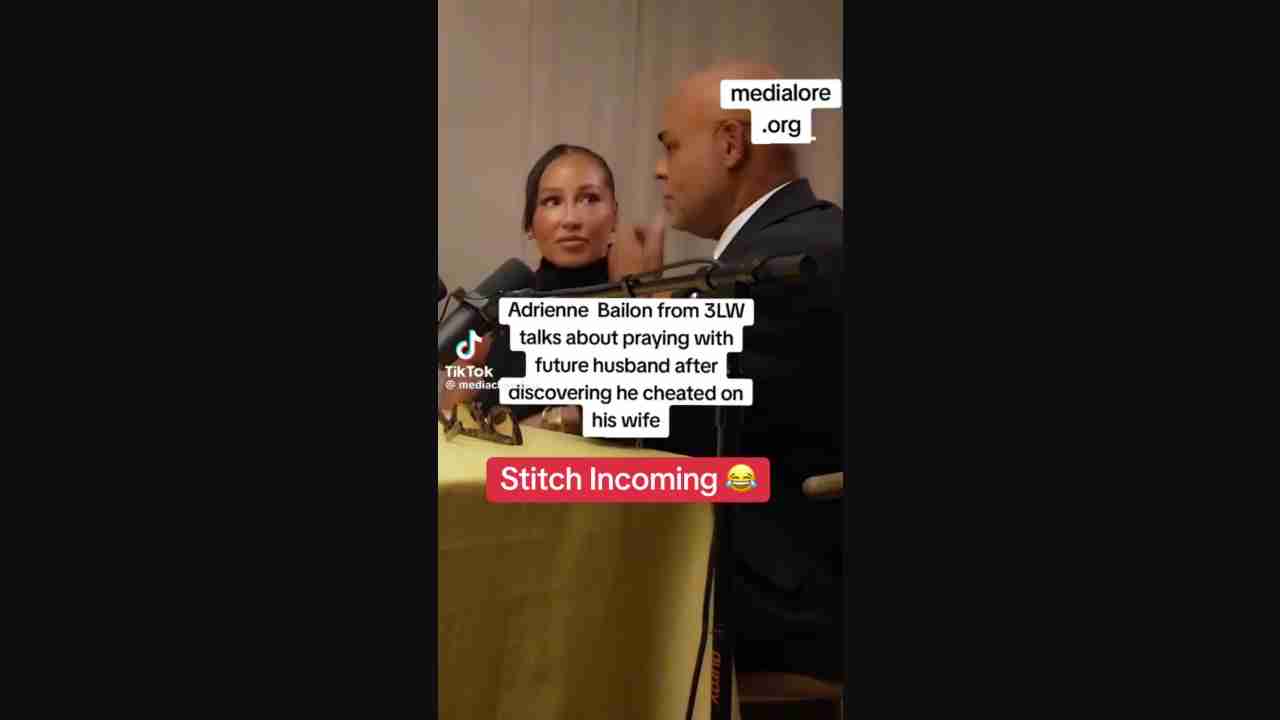 medialore
.org
Adrienne Bailon from 3LW
talks about praying with
future husband after
discovering he cheated on
his wife
TikTok
Stitch Incoming 😂